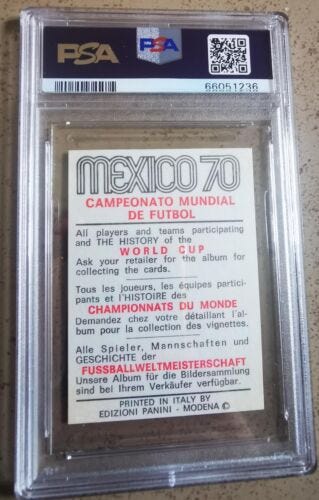 PSA
PSA
66051236
MEXICO 70
CAMPEONATO MUNDIAL
DE FUTBOL
All players and teams participating
and THE HISTORY of the
WORLD CUP
Ask your retailer for the album for
collecting the cards.
Tous les joueurs, les équipes partici-
pants et l'HISTOIRE des
CHAMPIONNATS DU MONDE
Demandez chez votre détaillant l'al-
bum pour la collection des vignettes.
Alle Spieler, Mannschaften und
GESCHICHTE der
FUSSBALLWELTMEISTERSCHAFT
Unsere Album für die Bildersammlung
sind bei Ihrem Verkäufer verfügbar.
PRINTED IN ITALY BY
EDIZIONI PANINI - MODENA ©